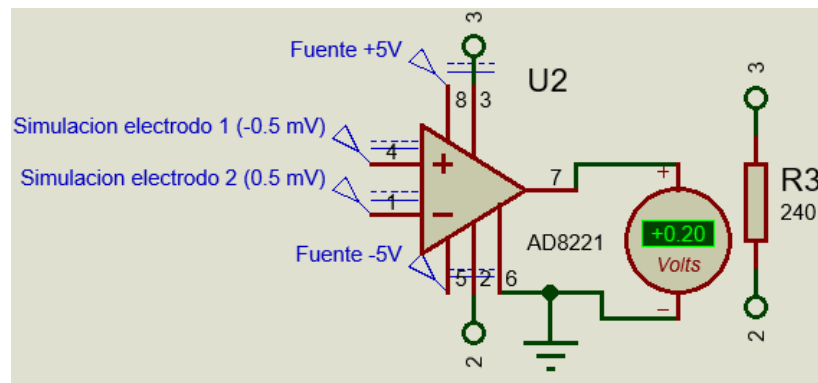 3
Fuente +5V
U2
8 3
3
Simulacion electrodo 1 (-0.5 mV)
4
+
Simulacion electrodo 2 (0.5 mV)
1
−
7
+
R3
240
+0.20
Volts
AD8221
Fuente -5V
5 2 6
−
2
2